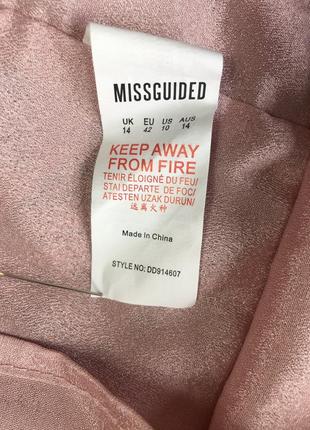 MISSGUIDED
UK EU US AUS
14 42 10 14
KEEP AWAY
FROM FIRE
TENIR ÉLOIGNÉ DU FEU/
STAI DEPARTE DE FOC/
ATESTEN UZAK DURUN/
远离火种
Made In China
STYLE NO: DD914607